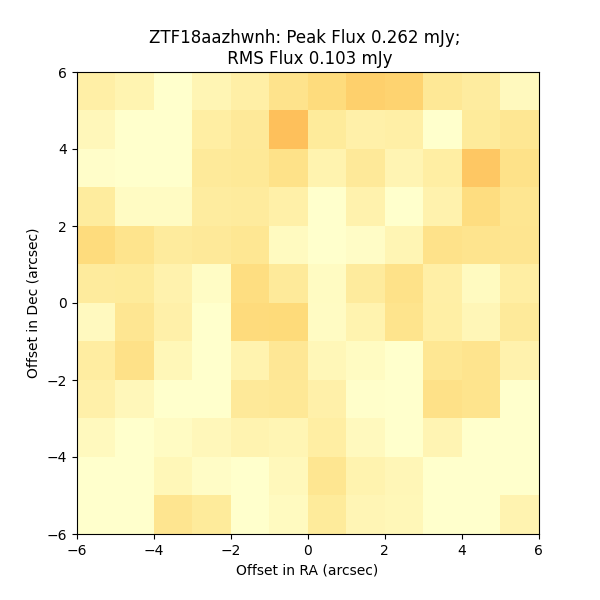 ZTF18aazhwnh: Peak Flux 0.262 mJy;
RMS Flux 0.103 mJy
6
4
2
0
−2
−4
−6
Offset in Dec (arcsec)
−6 −4 −2 0 2 4 6
Offset in RA (arcsec)